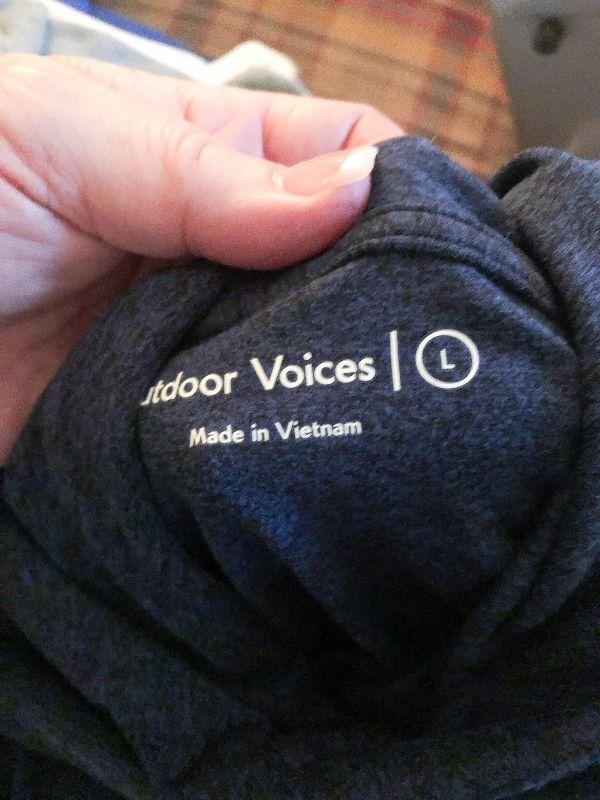 utdoor Voices | L
Made in Vietnam